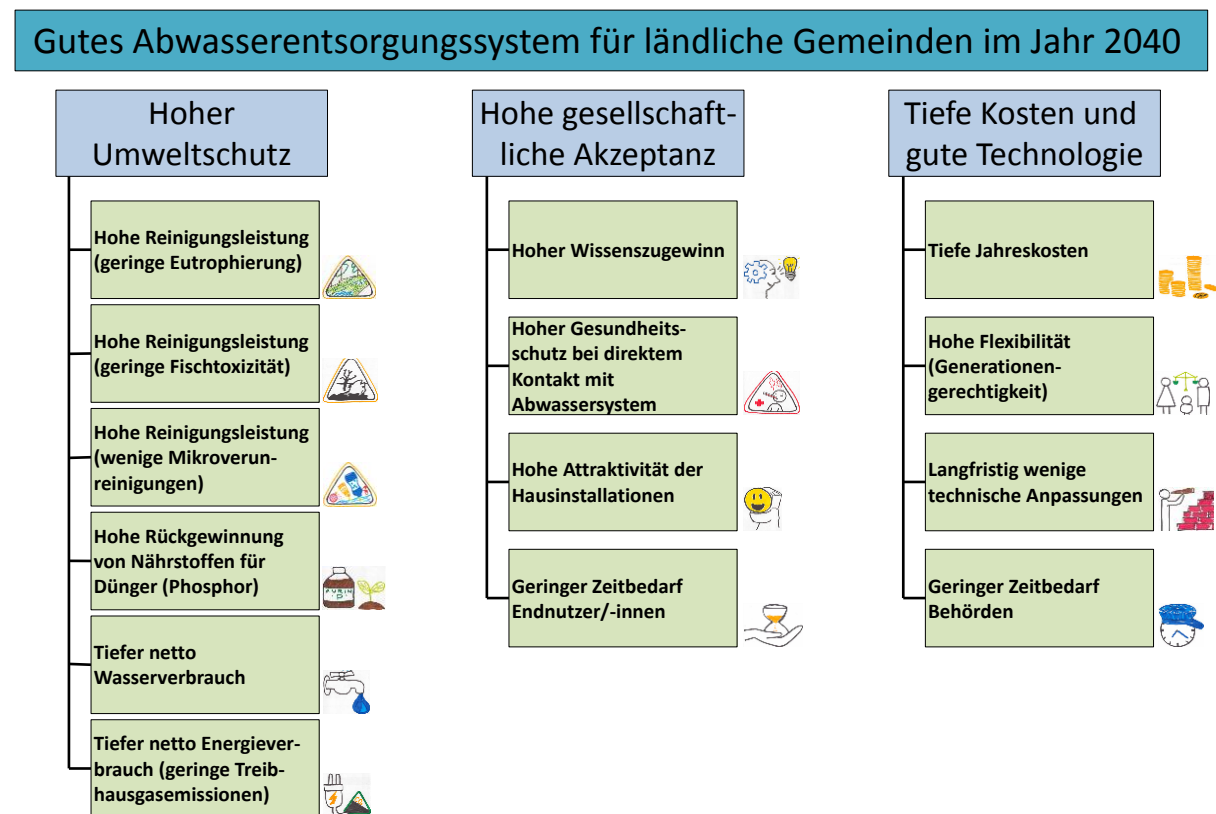 Gutes Abwasserentsorgungssystem für ländliche Gemeinden im Jahr 2040
Hoher
Umweltschutz
Hohe Reinigungsleistung
(geringe Eutrophierung)
Hohe Reinigungsleistung
(geringe Fischtoxizität)
Hohe Reinigungsleistung
(wenige Mikroverun-
reinigungen)
Hohe Rückgewinnung
von Nährstoffen für
Dünger (Phosphor)
Tiefer netto
Wasserverbrauch
Tiefer netto Energiever-
brauch (geringe Treib-
hausgasemissionen)
Hohe gesellschaft-
liche Akzeptanz
Hoher Wissenszugewinn
Hoher Gesundheits-
schutz bei direktem
Kontakt mit
Abwassersystem
Hohe Attraktivität der
Hausinstallationen
Geringer Zeitbedarf
Endnutzer/-innen
Tiefe Kosten und
gute Technologie
Tiefe Jahreskosten
Hohe Flexibilität
(Generationen-
gerechtigkeit)
Langfristig wenige
technische Anpassungen
Geringer Zeitbedarf
Behörden